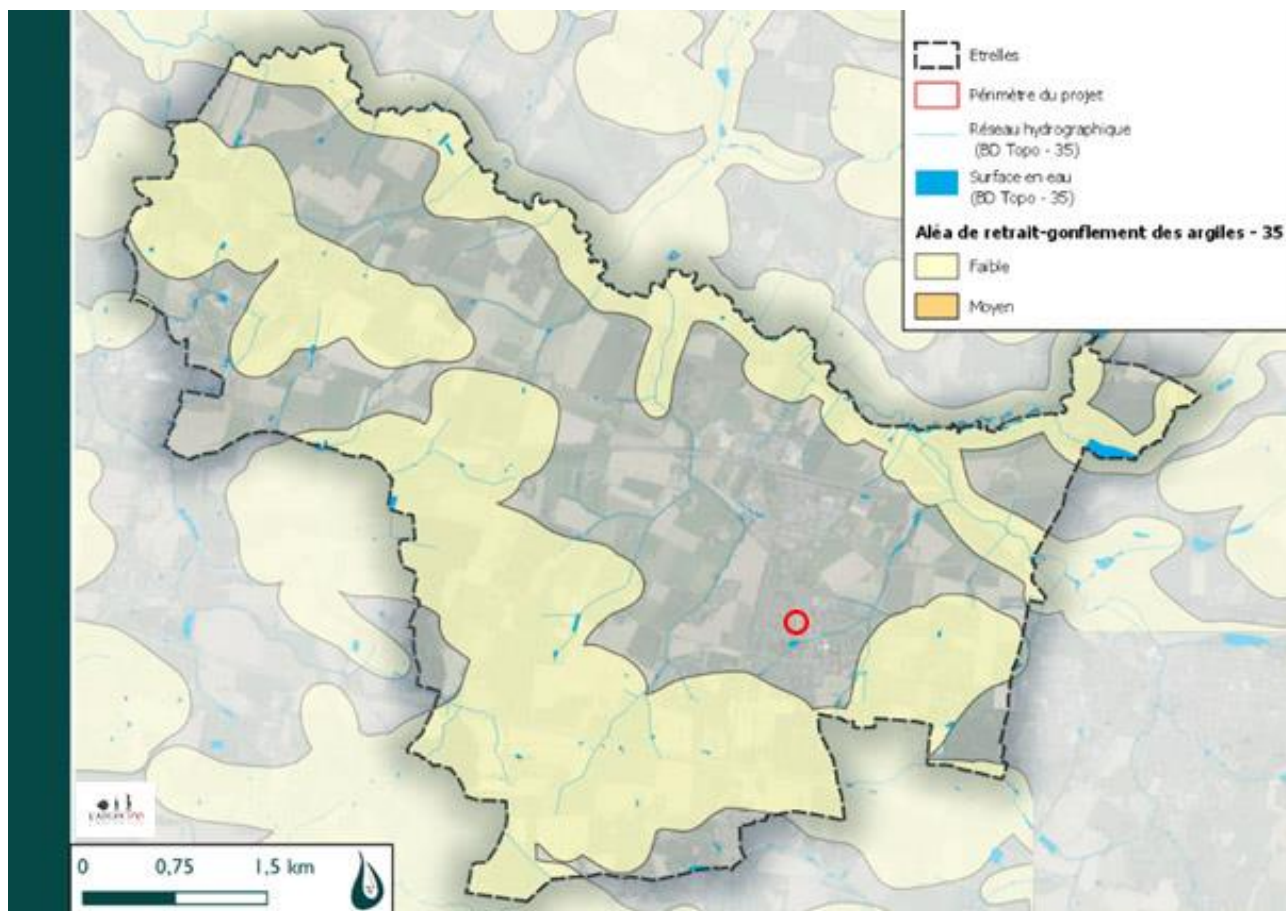 Etrelles
Périmètre du projet
Réseau hydrographique
(BD Topo - 35)
Surface en eau
(BD Topo - 35)
Aléa de retrait-gonflement des argiles - 35
Faible
Moyen
0 0,75 1,5 km